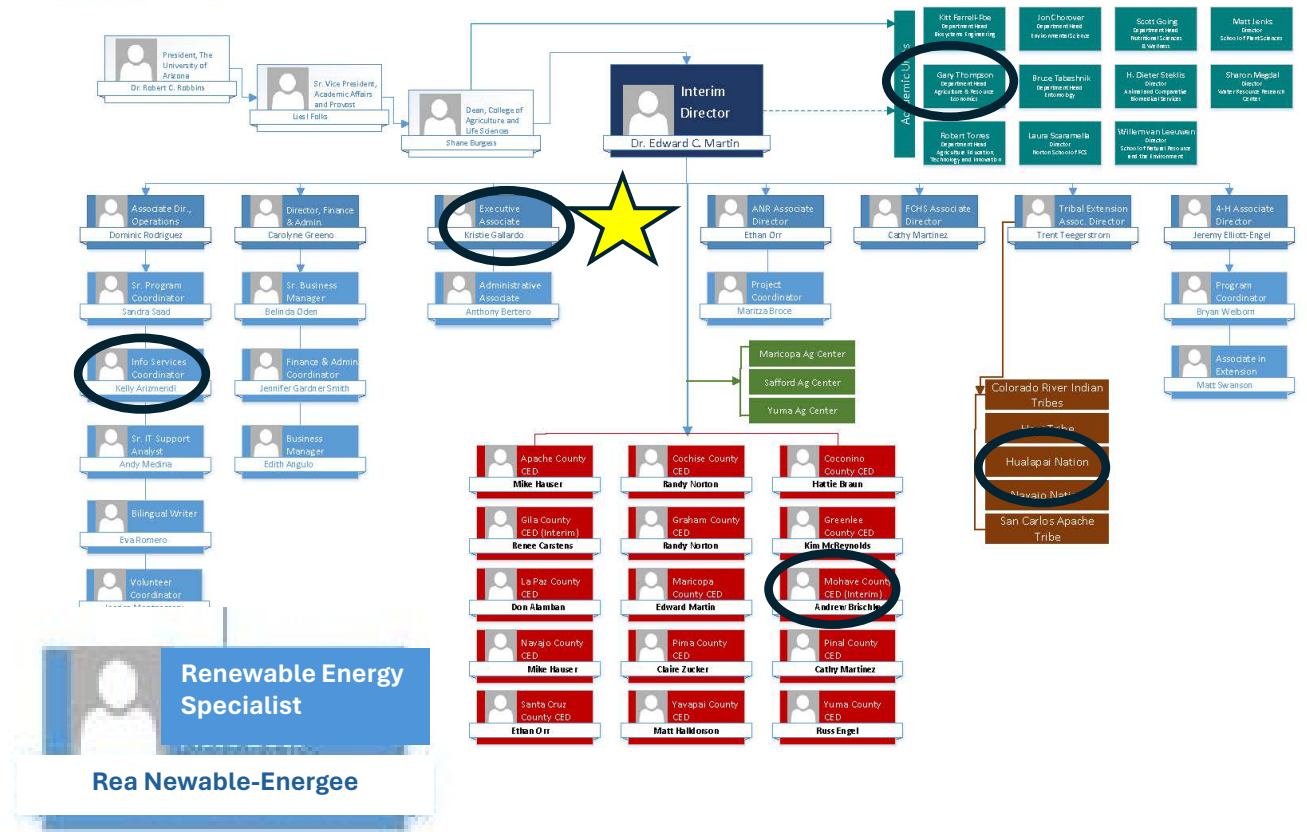 President, The
University of
Arizona
Dr. Robert C. Robbins
Sr. Vice President,
Academic Affairs
and Provost
Liesl Folks
Dean, College of
Agriculture and
Life Sciences
Shane Burgess
Interim
Director
Dr. Edward C. Martin
Academic Units
Kitt Farrell-Poe
Department Head
Biosystems Engineering
Jon Chorover
Department Head
Environmental Science
Scott Going
Department Head
Nutritional Sciences
& Wellness
Matt Jenks
Director
School of Plant Sciences
Gary Thompson
Department Head
Agriculture & Resource
Economics
Bruce Tabashnik
Department Head
Entomology
H. Dieter Steklis
Director
Animal and Comparative
Biomedical Services
Sharon Megdal
Director
Water Resource Research
Center
Robert Torres
Department Head
Agriculture Education,
Technology and Innovation
Laura Scaramella
Director
Norton School of FCS
Willem van Leeuwen
Director
School of Natural Resource
and the Environment
Associate Dir.,
Operations
Dominic Rodriguez
Director, Finance
& Admin
Carolyne Greeno
Executive
Associate
Kristie Gallardo
ANR Associate
Director
Ethan Orr
FCHS Associate
Director
Cathy Martinez
Tribal Extension
Assoc. Director
Trent Teegerstrom
4-H Associate
Director
Jeremy Elliott-Engel
Sr. Program
Coordinator
Sandra Saad
Sr. Business
Manager
Belinda Oden
Administrative
Associate
Anthony Bertero
Project
Coordinator
Maritza Broce
Program
Coordinator
Bryan Welborn
Info Services
Coordinator
Kelly Arizmendi
Finance & Admin
Coordinator
Jennifer Gardner Smith
Associate in
Extension
Matt Swanson
Sr. IT Support
Analyst
Andy Medina
Business
Manager
Edith Angulo
Bilingual Writer
Eva Romero
Volunteer
Coordinator
Maricopa Ag Center
Safford Ag Center
Yuma Ag Center
Colorado River Indian
Tribes
Tribe
Hualapai Nation
Navajo Nation
San Carlos Apache
Tribe
Apache County
CED
Mike Hauser
Cochise County
CED
Randy Norton
Coconino
County CED
Hattie Braun
Gila County
CED (Interim)
Renee Carstens
Graham County
CED
Randy Norton
Greenlee
County CED
Kim McReynolds
La Paz County
CED
Don Alamban
Maricopa
County CED
Edward Martin
Mohave County
CED (Interim)
Andrew Brischke
Navajo County
CED
Mike Hauser
Pima County
CED
Claire Zucker
Pinal County
CED
Cathy Martinez
Santa Cruz
County CED
Ethan Orr
Yavapai County
CED
Matt Halldorson
Yuma County
CED
Russ Engel
Renewable Energy
Specialist
Rea Newable-Energee